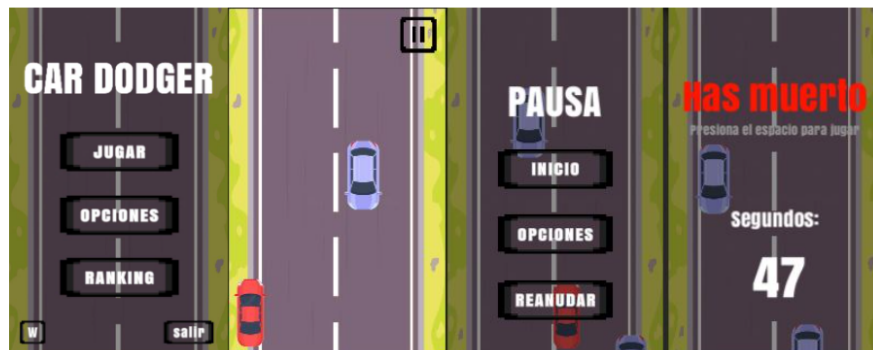 CAR DODGER
JUGAR
OPCIONES
RANKING
W
salir
PAUSA
INICIO
OPCIONES
REANUDAR
Has muerto
Presiona el espacio para jugar
Segundos:
47